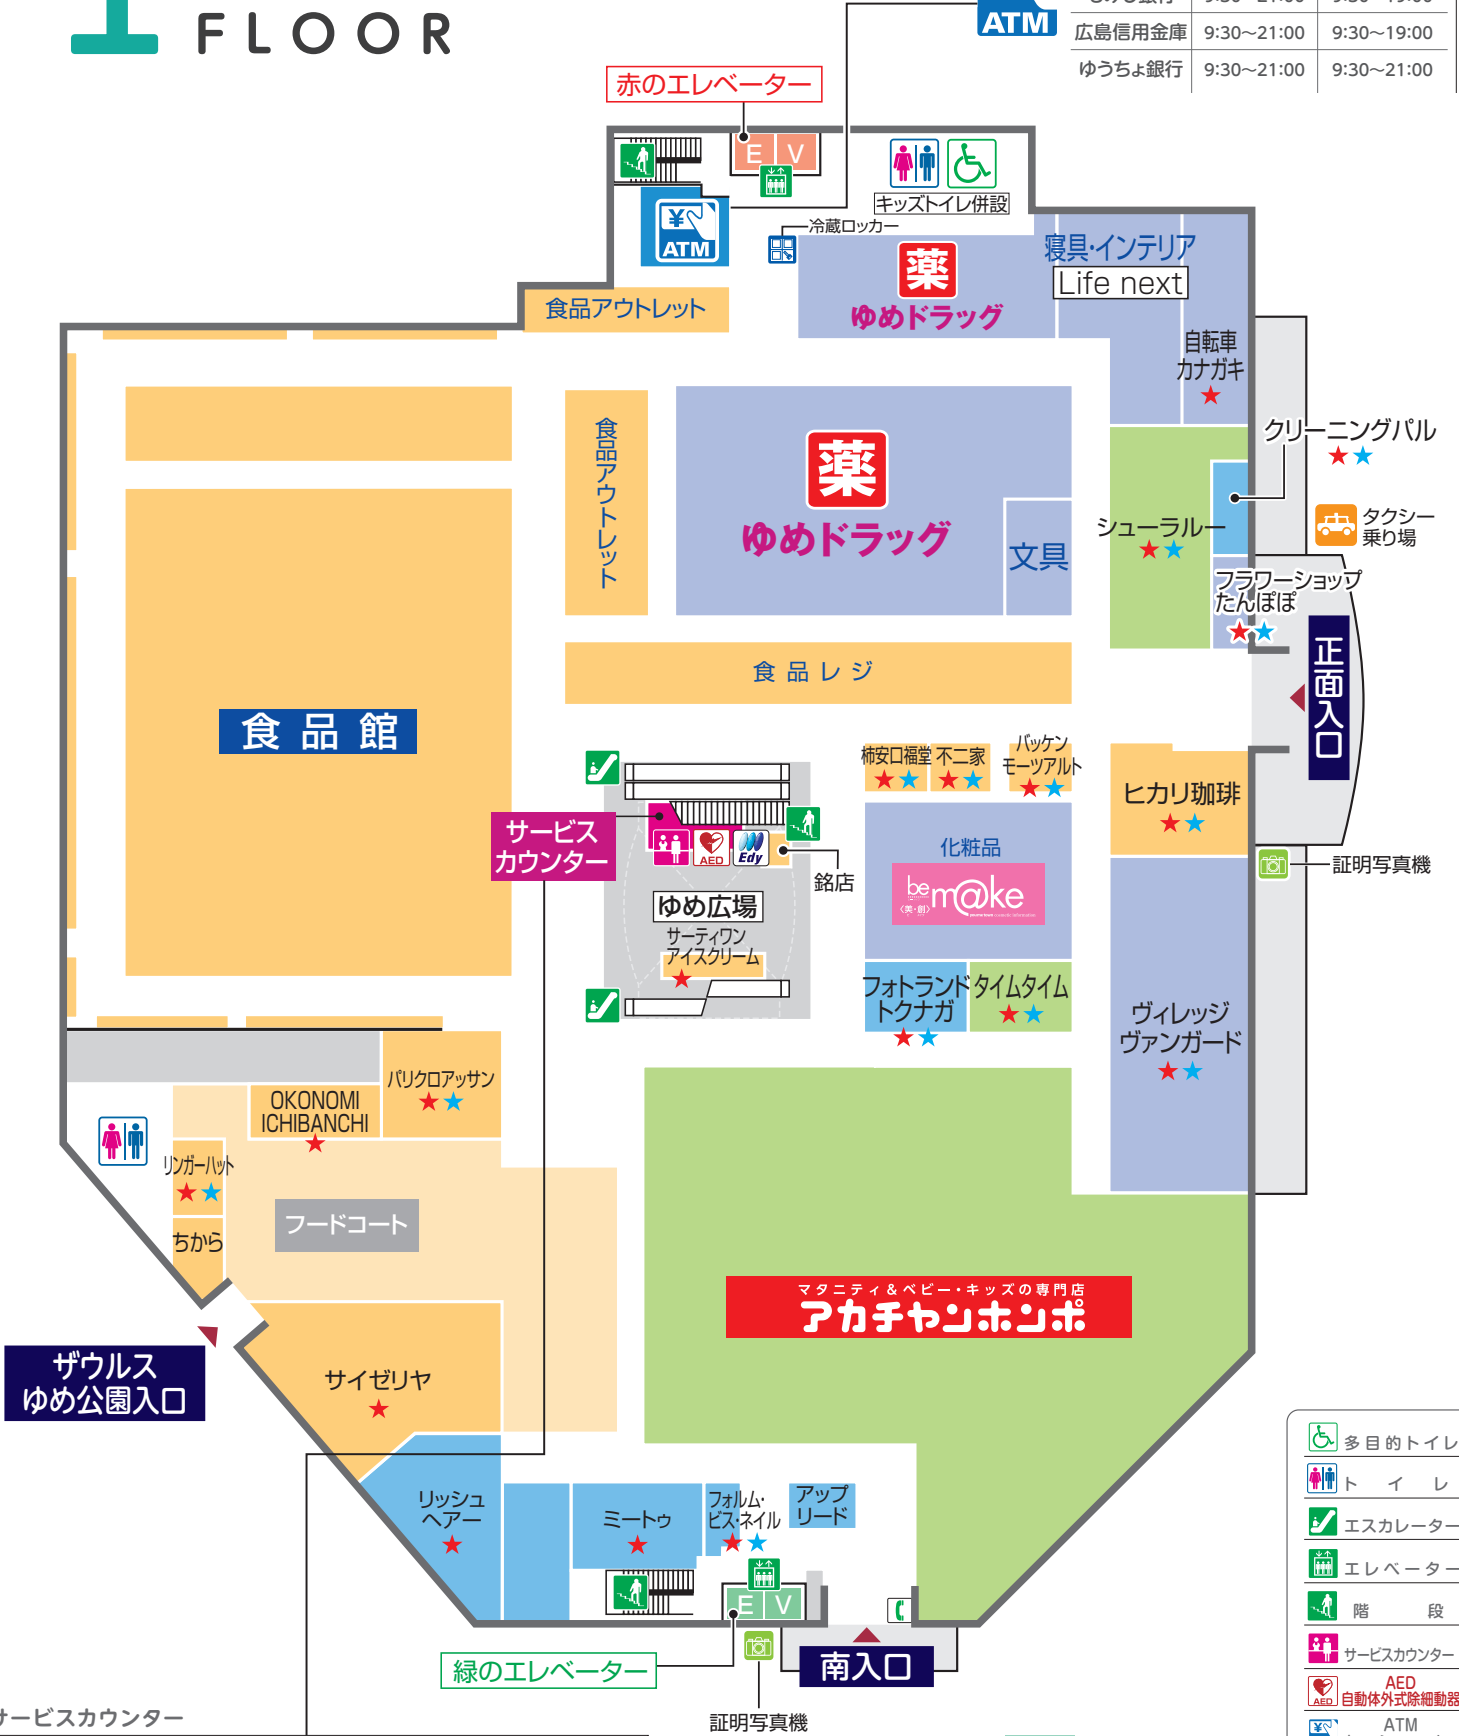 FLOOR
ATM
広島信用金庫 9:30～21:00 9:30～19:00
ゆうちょ銀行 9:30～21:00 9:30～21:00
赤のエレベーター
E V
キッズトイレ併設
¥
ATM
冷蔵ロッカー
薬
ゆめドラッグ
寝具・インテリア
Life next
食品アウトレット
自転車
カナガキ
★
食品アウトレット
薬
ゆめドラッグ
文具
シューラルー
★★
クリーニングパル
★★
タクシー
乗り場
フラワーショップ
たんぽぽ
★★
正面入口
食品レジ
食品館
柿安口福堂
★★
不二家
★★
バッケン
モーツアルト
★★
ヒカリ珈琲
★★
サービス
カウンター
AED
Edy
銘店
ゆめ広場
サーティワン
アイスクリーム
★
化粧品
be m@ke
〈美・創〉
証明写真機
フォトランド
トクナガ
★★
タイムタイム
★★
ヴィレッジ
ヴァンガード
★★
パリクロアッサン
★★
OKONOMI
ICHIBANCHI
★
リンガーハット
★★
ちから
フードコート
マタニティ&ベビー・キッズの専門店
アカチャンホンポ
ザウルス
ゆめ公園入口
サイゼリヤ
★
リッシュ
ヘアー
★
ミートゥ
★
フォルム・
ビス・ネイル
★★
アップ
リード
E V
緑のエレベーター
南入口
証明写真機
サービスカウンター
多目的トイレ
トイレ
エスカレーター
エレベーター
階段
サービスカウンター
AED
AED
自動体外式除細動器
¥
ATM